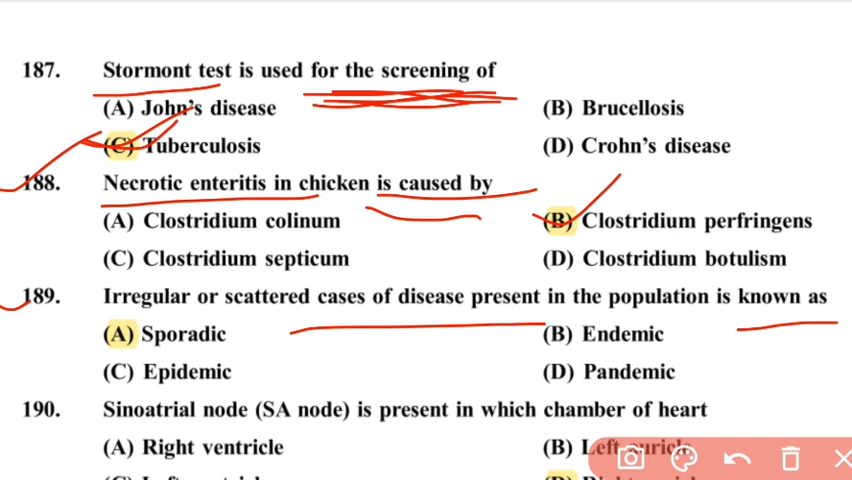 187. Stormont test is used for the screening of
(A) John's disease (B) Brucellosis
(C) Tuberculosis (D) Crohn's disease
188. Necrotic enteritis in chicken is caused by
(A) Clostridium colinum (B) Clostridium perfringens
(C) Clostridium septicum (D) Clostridium botulism
189. Irregular or scattered cases of disease present in the population is known as
(A) Sporadic (B) Endemic
(C) Epidemic (D) Pandemic
190. Sinoatrial node (SA node) is present in which chamber of heart
(A) Right ventricle (B) Left auricle